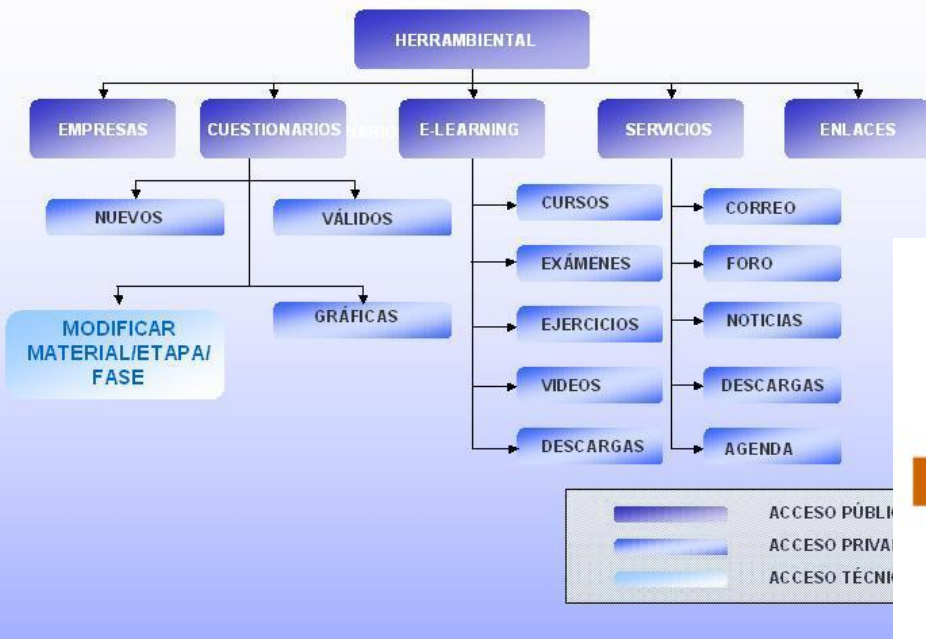 HERRAMBIENTAL
EMPRESAS
CUESTIONARIOS
E-LEARNING
SERVICIOS
ENLACES
NUEVOS
VÁLIDOS
MODIFICAR
MATERIAL/ETAPA/
FASE
GRÁFICAS
CURSOS
EXÁMENES
EJERCICIOS
VIDEOS
DESCARGAS
CORREO
FORO
NOTICIAS
DESCARGAS
AGENDA
ACCESO PÚBLI
ACCESO PRIVA
ACCESO TÉCNI